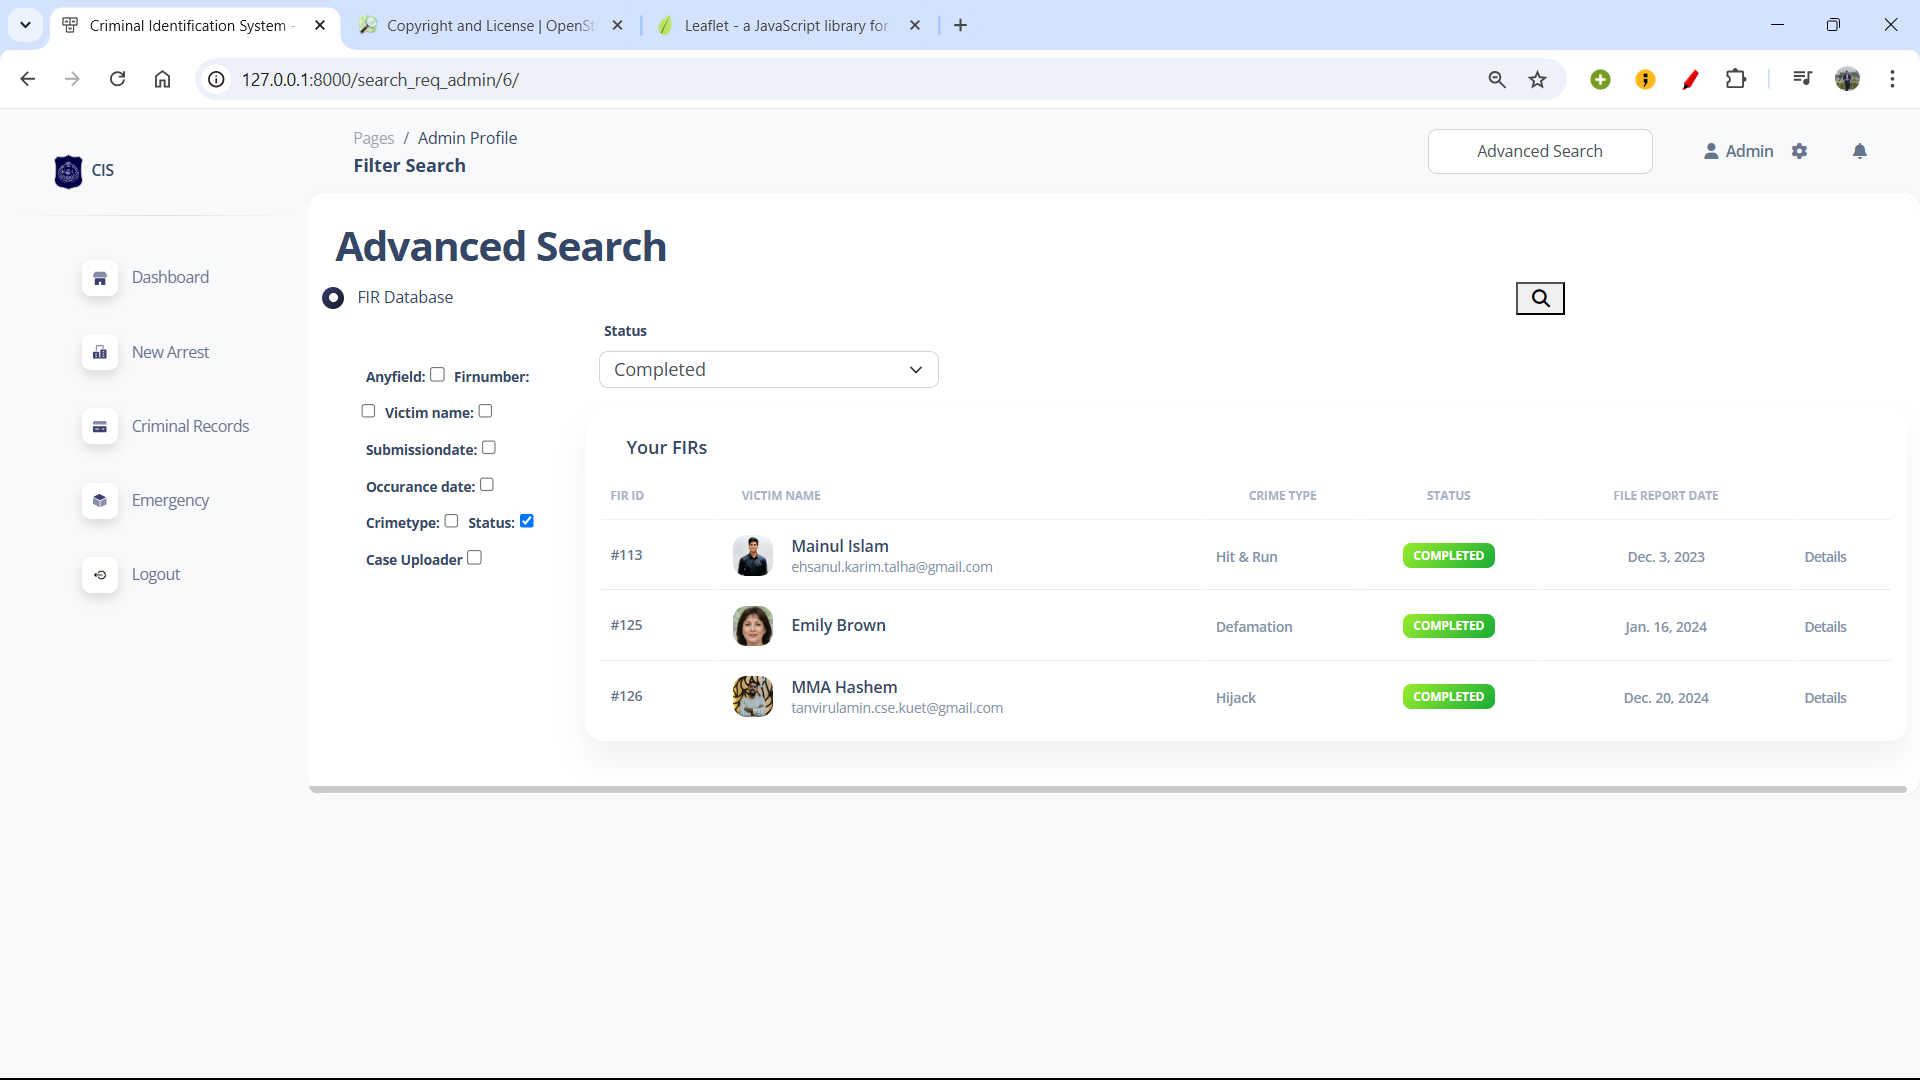 Criminal Identification System -
Copyright and License | OpenSt
Leaflet - a JavaScript library for
127.0.0.1:8000/search_req_admin/6/
CIS
Pages / Admin Profile
Filter Search
Advanced Search
Admin
Dashboard
New Arrest
Criminal Records
Emergency
Logout
Advanced Search
FIR Database
Anyfield: Firnumber:
Victim name:
Submissiondate:
Occurance date:
Crimetype: Status:
Case Uploader
Status
Completed
Your FIRs
FIR ID VICTIM NAME CRIME TYPE STATUS FILE REPORT DATE
#113 Mainul Islam Hit & Run COMPLETED Dec. 3, 2023 Details
ehsanul.karim.talha@gmail.com
#125 Emily Brown Defamation COMPLETED Jan. 16, 2024 Details
#126 MMA Hashem Hijack COMPLETED Dec. 20, 2024 Details
tanvirulamin.cse.kuet@gmail.com